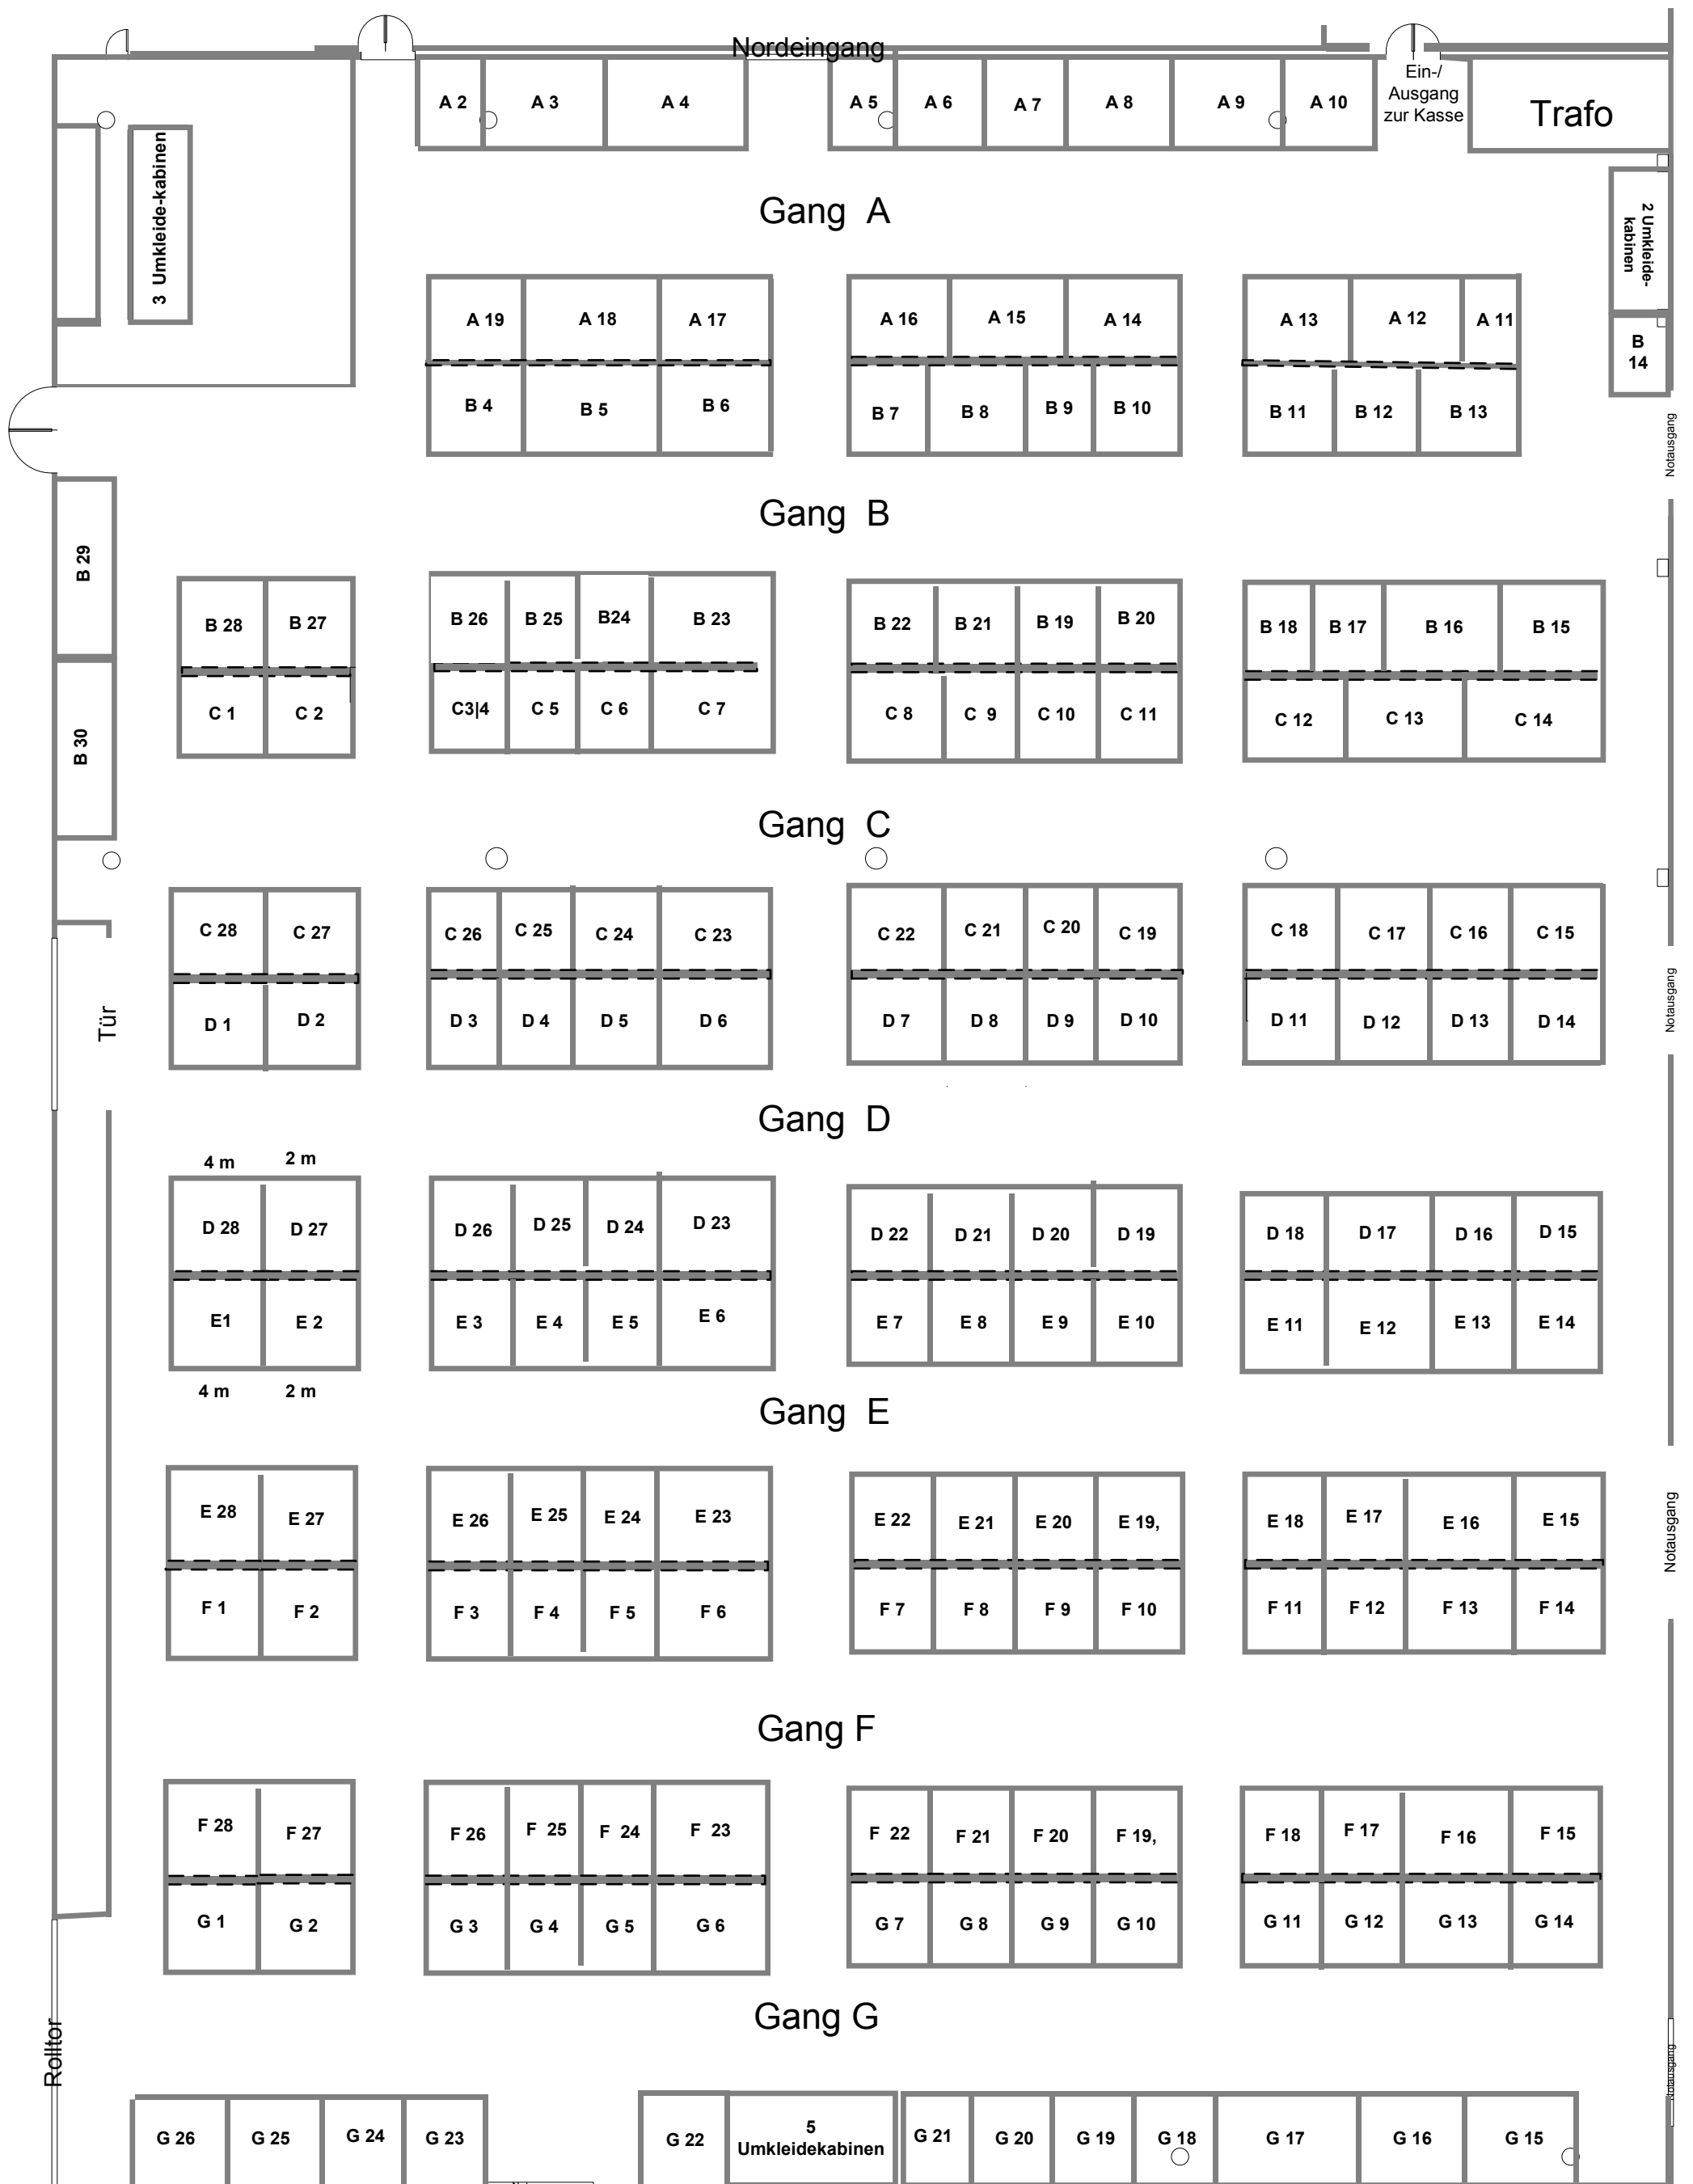 Nordeingang
A 2
A 3
A 4
A 5
A 6
A 7
A 8
A 9
A 10
Ein-/
Ausgang
zur Kasse
Trafo
3 Umkleide-kabinen
2 Umkleide-
kabinen
Gang A
A 19
A 18
A 17
A 16
A 15
A 14
A 13
A 12
A 11
B
14
B 4
B 5
B 6
B 7
B 8
B 9
B 10
B 11
B 12
B 13
Notausgang
Gang B
B 29
B 28
B 27
B 26
B 25
B24
B 23
B 22
B 21
B 19
B 20
B 18
B 17
B 16
B 15
B 30
C 1
C 2
C3|4
C 5
C 6
C 7
C 8
C 9
C 10
C 11
C 12
C 13
C 14
Gang C
C 28
C 27
C 26
C 25
C 24
C 23
C 22
C 21
C 20
C 19
C 18
C 17
C 16
C 15
Tür
D 1
D 2
D 3
D 4
D 5
D 6
D 7
D 8
D 9
D 10
D 11
D 12
D 13
D 14
Notausgang
Gang D
4 m
2 m
D 28
D 27
D 26
D 25
D 24
D 23
D 22
D 21
D 20
D 19
D 18
D 17
D 16
D 15
E1
E 2
E 3
E 4
E 5
E 6
E 7
E 8
E 9
E 10
E 11
E 12
E 13
E 14
4 m
2 m
Gang E
E 28
E 27
E 26
E 25
E 24
E 23
E 22
E 21
E 20
E 19,
E 18
E 17
E 16
E 15
Notausgang
F 1
F 2
F 3
F 4
F 5
F 6
F 7
F 8
F 9
F 10
F 11
F 12
F 13
F 14
Gang F
F 28
F 27
F 26
F 25
F 24
F 23
F 22
F 21
F 20
F 19,
F 18
F 17
F 16
F 15
G 1
G 2
G 3
G 4
G 5
G 6
G 7
G 8
G 9
G 10
G 11
G 12
G 13
G 14
Gang G
Rolltor
Notausgang
G 26
G 25
G 24
G 23
G 22
5
Umkleidekabinen
G 21
G 20
G 19
G 18
G 17
G 16
G 15